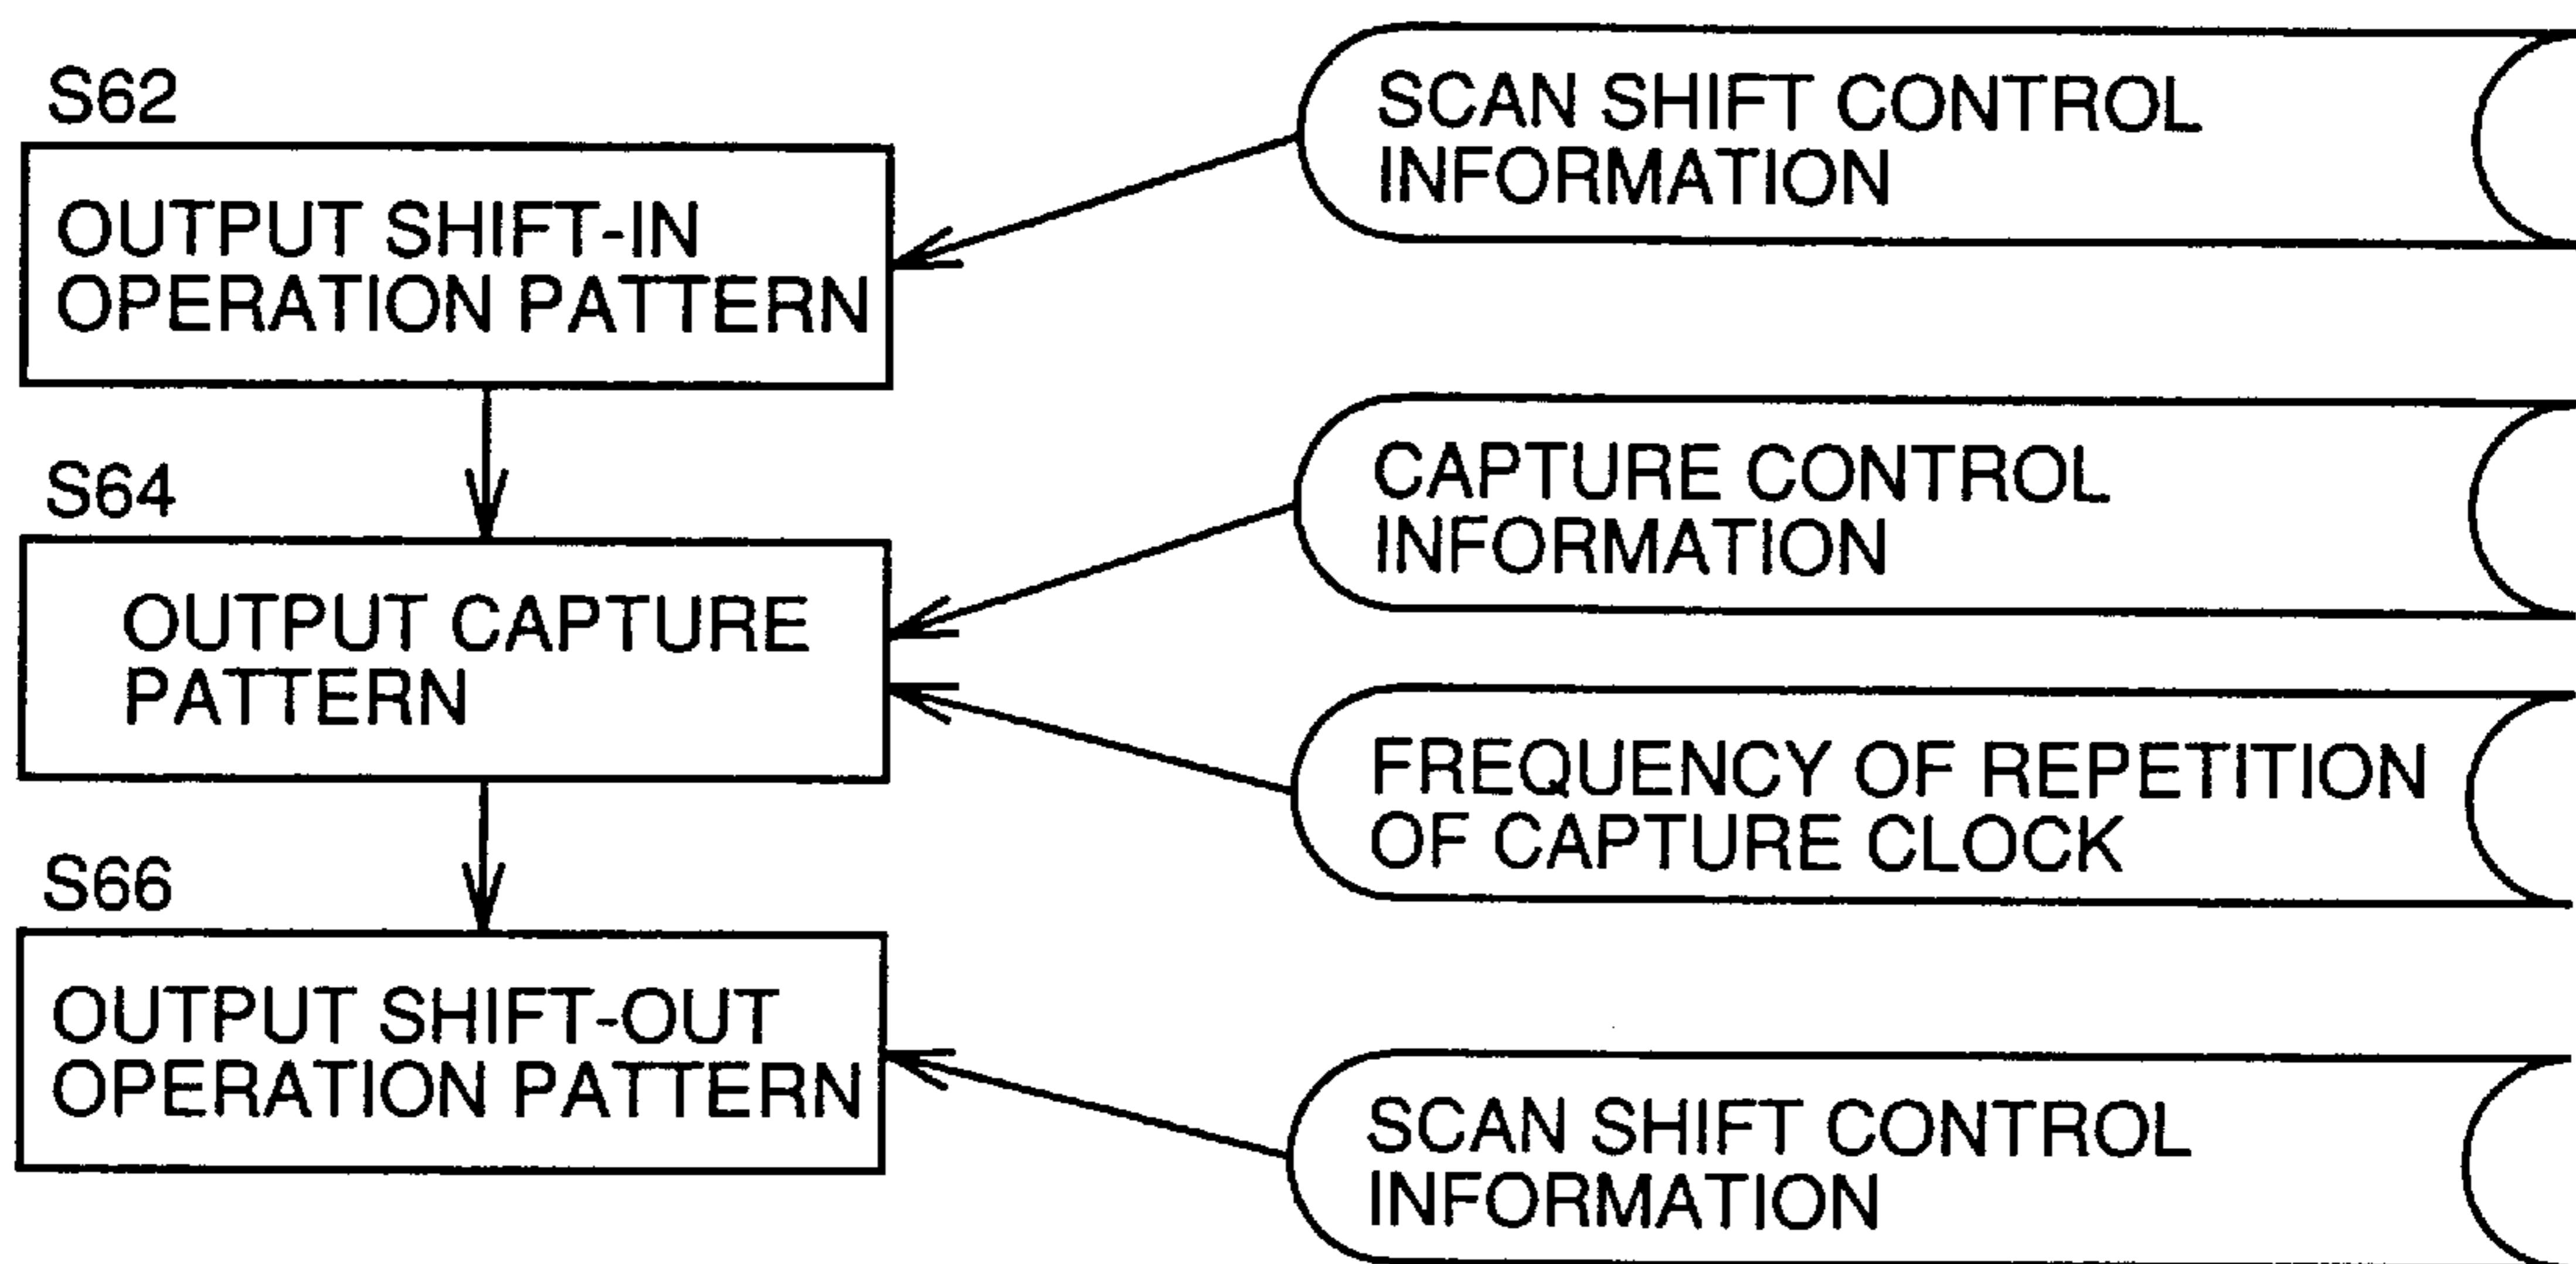 S62
OUTPUT SHIFT-IN
OPERATION PATTERN
SCAN SHIFT CONTROL
INFORMATION
S64
OUTPUT CAPTURE
PATTERN
CAPTURE CONTROL
INFORMATION
FREQUENCY OF REPETITION
OF CAPTURE CLOCK
S66
OUTPUT SHIFT-OUT
OPERATION PATTERN
SCAN SHIFT CONTROL
INFORMATION